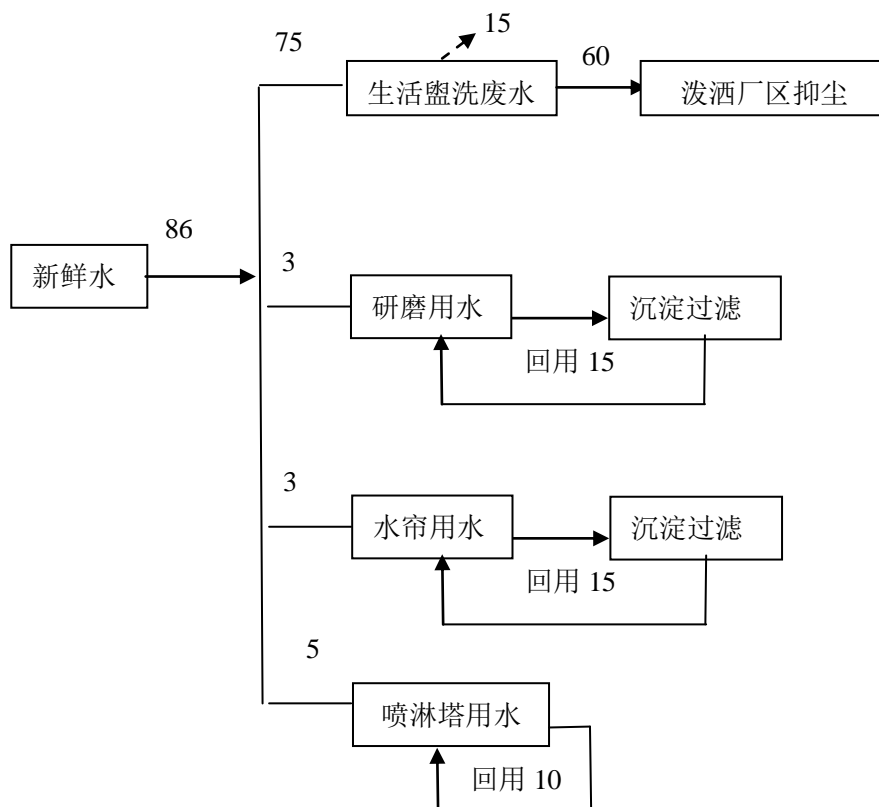 15
75
60
生活盥洗废水
泼洒厂区抑尘
86
3
新鲜水
研磨用水
沉淀过滤
回用 15
3
水帘用水
沉淀过滤
回用 15
5
喷淋塔用水
回用 10